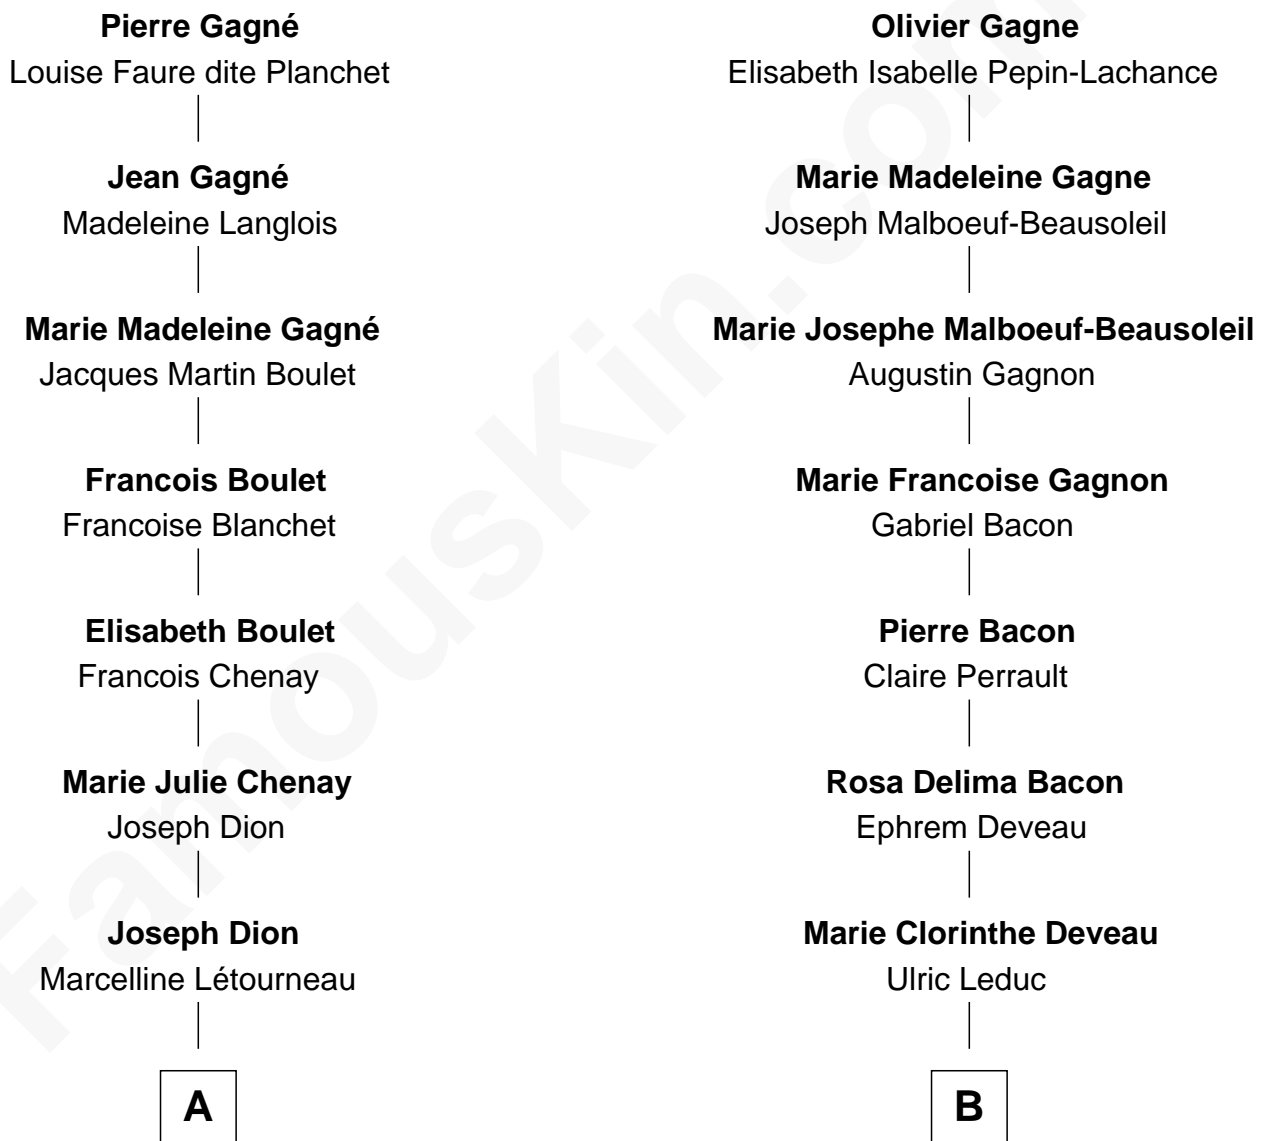 Pierre Gagné
Louise Faure dite Planchet
Jean Gagné
Madeleine Langlois
Marie Madeleine Gagné
Jacques Martin Boulet
Francois Boulet
Francoise Blanchet
Elisabeth Boulet
Francois Chenay
Marie Julie Chenay
Joseph Dion
Joseph Dion
Marcelline Létourneau
A
Olivier Gagne
Elisabeth Isabelle Pepin-Lachance
Marie Madeleine Gagne
Joseph Malboeuf-Beausoleil
Marie Josephe Malboeuf-Beausoleil
Augustin Gagnon
Marie Francoise Gagnon
Gabriel Bacon
Pierre Bacon
Claire Perrault
Rosa Delima Bacon
Ephrem Deveau
Marie Clorinthe Deveau
Ulric Leduc
B
FamousKin.com